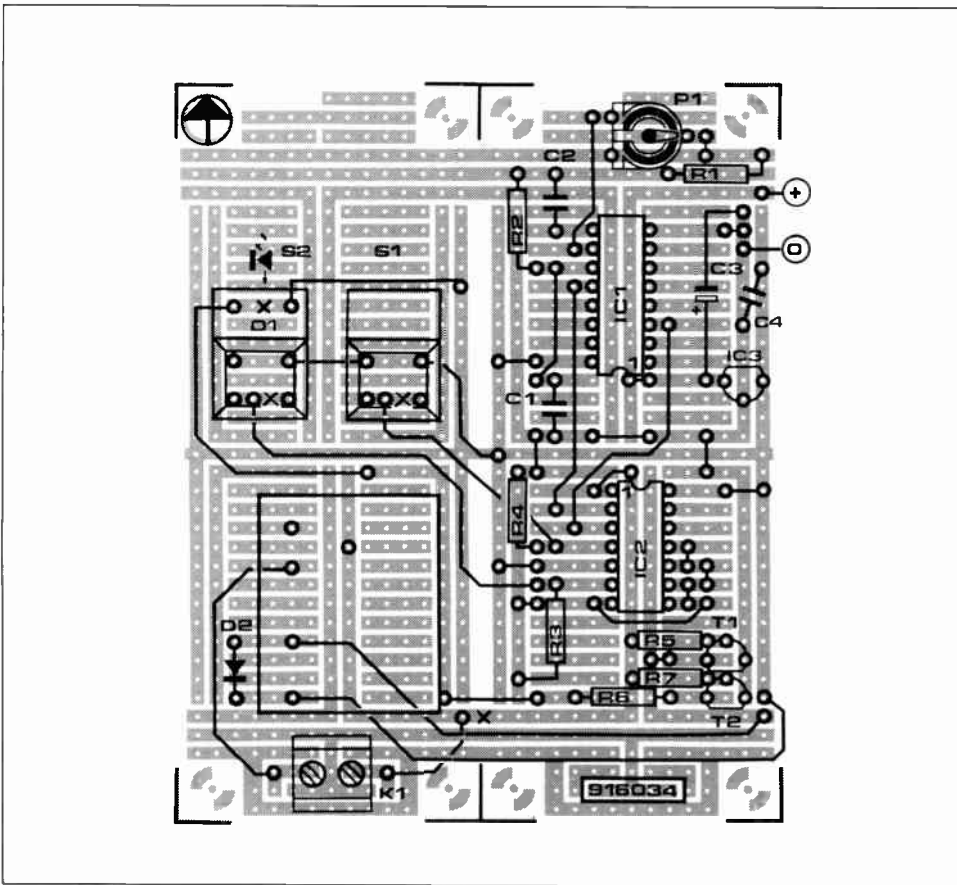 P1
C2
R1
+
R2
S2
S1
0
C3
IC1
D1
+
C4
IC3
1
C1
1
R4
IC2
D2
T1
R5
R3
R7
R6
T2
K1
916034